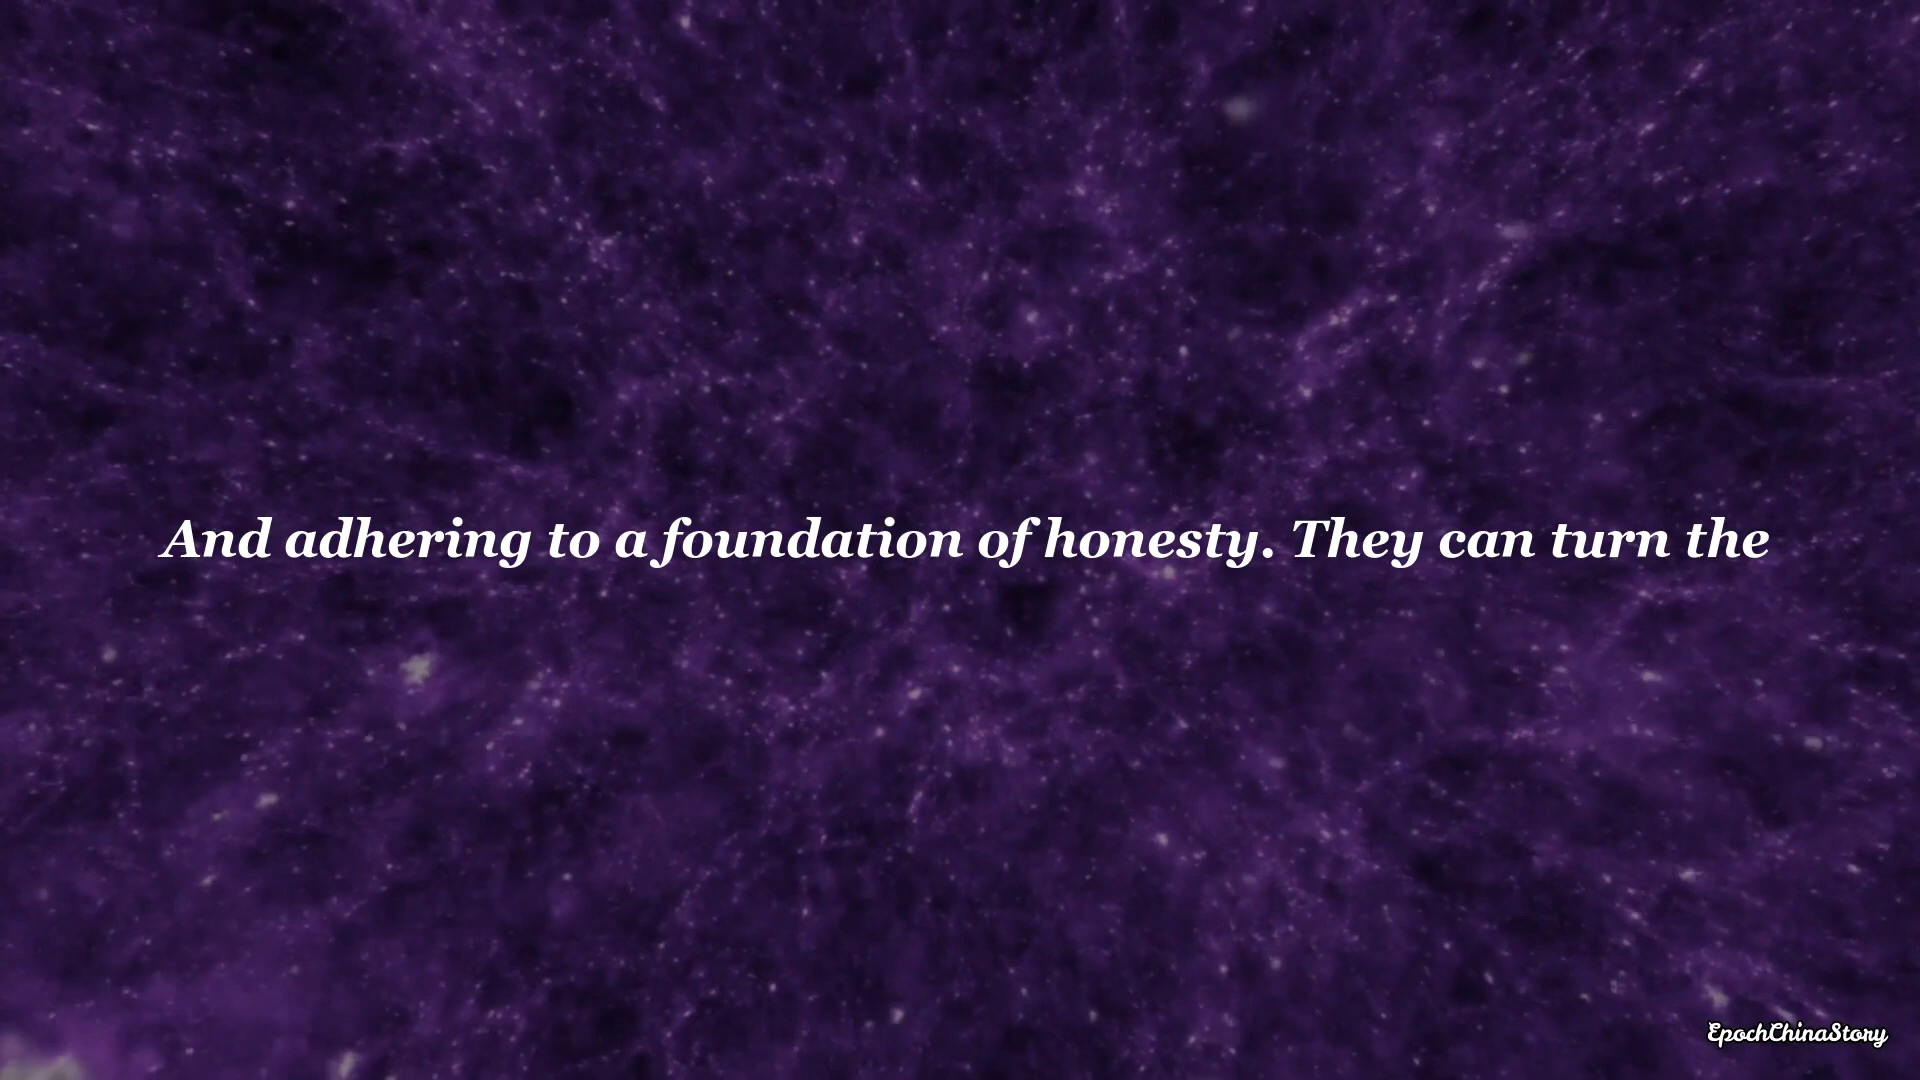 And adhering to a foundation of honesty. They can turn the
EpochChinaStory